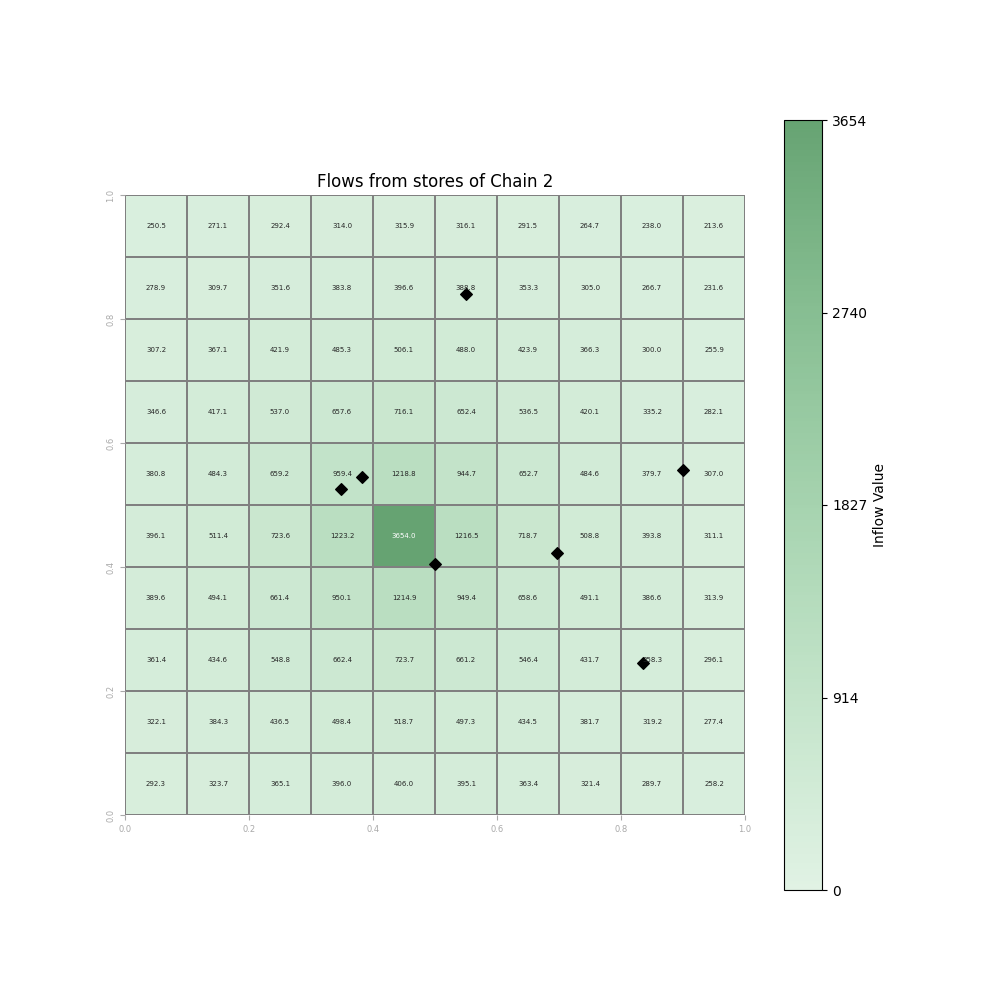 Flows from stores of Chain 2
3654
2740
1827
914
0
Inflow Value
1.0
0.8
0.6
0.4
0.2
0.0
250.5 271.1 292.4 314.0 315.9 316.1 291.5 264.7 238.0 213.6
278.9 309.7 351.6 383.8 396.6 388.8 353.3 305.0 266.7 231.6
307.2 367.1 421.9 485.3 506.1 488.0 423.9 366.3 300.0 255.9
346.6 417.1 537.0 657.6 716.1 652.4 536.5 420.1 335.2 282.1
380.8 484.3 659.2 959.4 1218.8 944.7 652.7 484.6 379.7 307.0
396.1 511.4 723.6 1223.2 3654.0 1216.5 718.7 508.8 393.8 311.1
389.6 494.1 661.4 950.1 1214.9 949.4 658.6 491.1 386.6 313.9
361.4 434.6 548.8 662.4 723.7 661.2 546.4 431.7 296.1
322.1 384.3 436.5 498.4 518.7 497.3 434.5 381.7 319.2 277.4
292.3 323.7 365.1 396.0 406.0 395.1 363.4 321.4 289.7 258.2
0.0 0.2 0.4 0.6 0.8 1.0